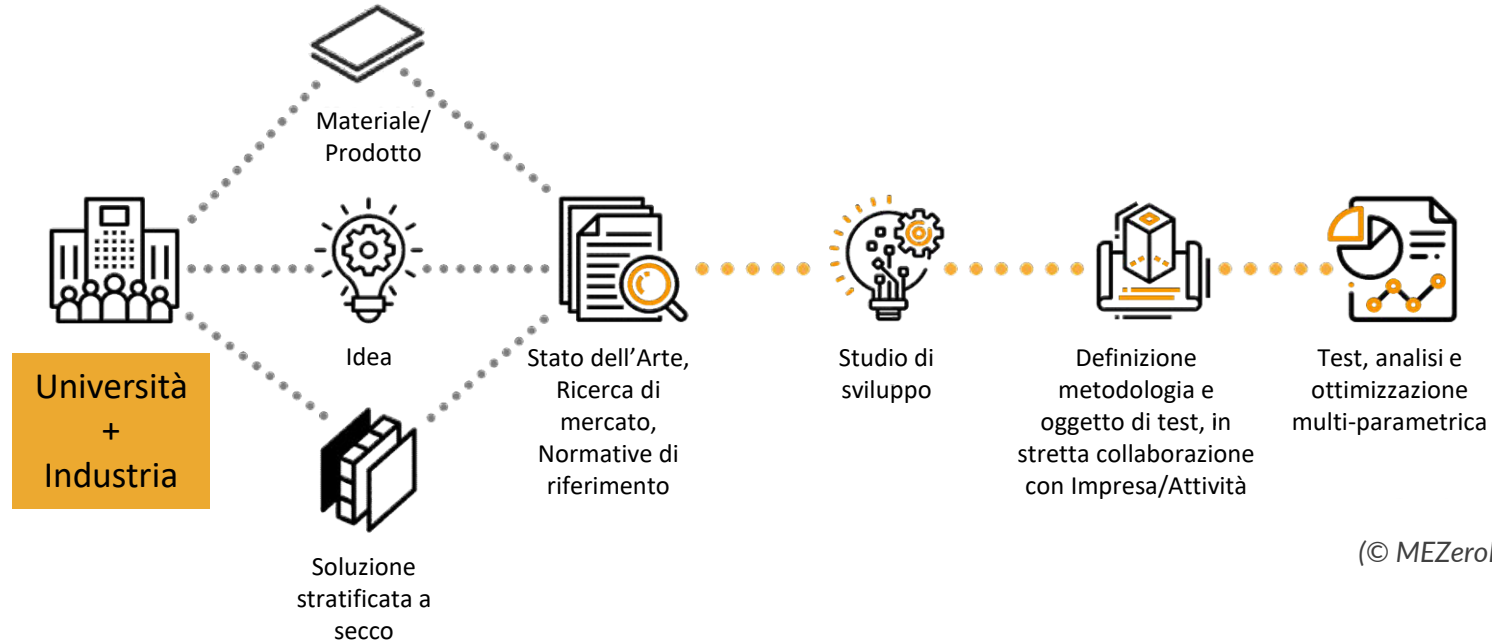 Materiale/
Prodotto
Università
+
Industria
Idea
Soluzione
stratificata a
secco
Stato dell’Arte,
Ricerca di
mercato,
Normative di
riferimento
Studio di
sviluppo
Definizione
metodologia e
oggetto di test, in
stretta collaborazione
con Impresa/Attività
Test, analisi e
ottimizzazione
multi-parametrica
(© MEZero